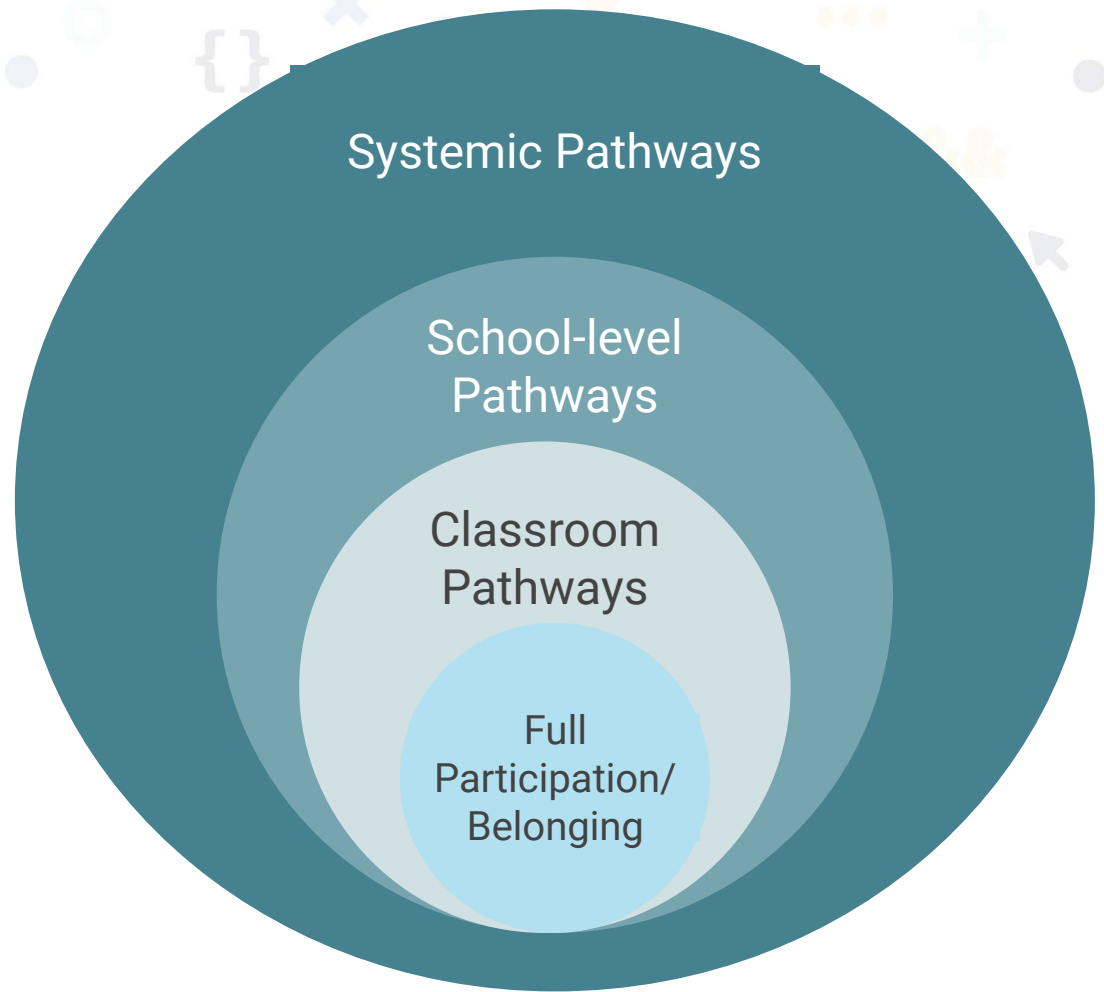 {}
&&
Systemic Pathways
School-level
Pathways
Classroom
Pathways
Full
Participation/
Belonging